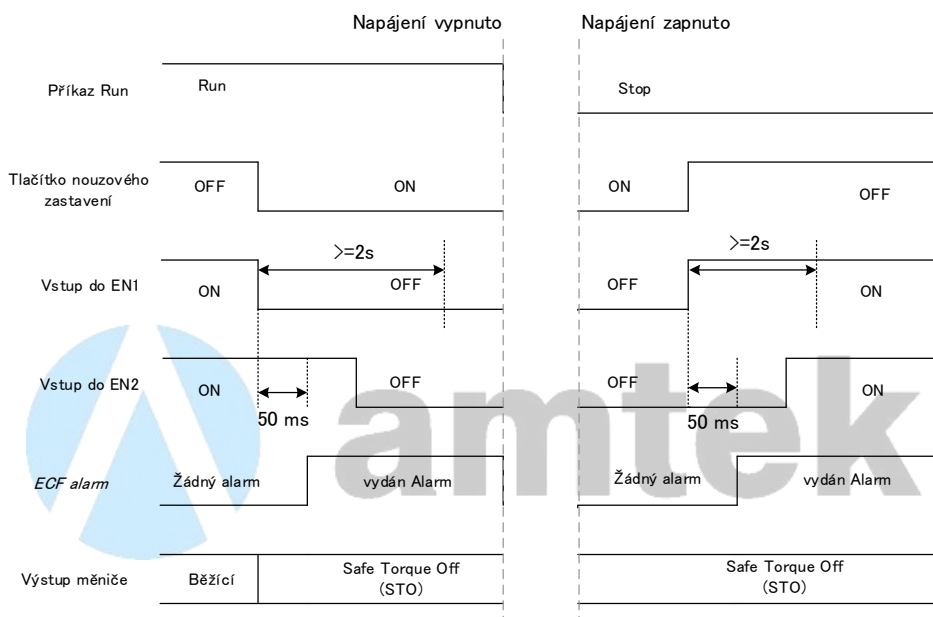 Napájení vypnuto
Napájení zapnuto
Příkaz Run
Run
Stop
Tlačítko nouzového
zastavení
OFF
ON
ON
OFF
>=2s
>=2s
Vstup do EN1
ON
OFF
OFF
ON
Vstup do EN2
ON
OFF
OFF
ON
50 ms
50 ms
amtek
ECF alarm
Žádný alarm
vydán Alarm
Žádný alarm
vydán Alarm
Výstup měniče
Běžící
Safe Torque Off
(STO)
Safe Torque Off
(STO)